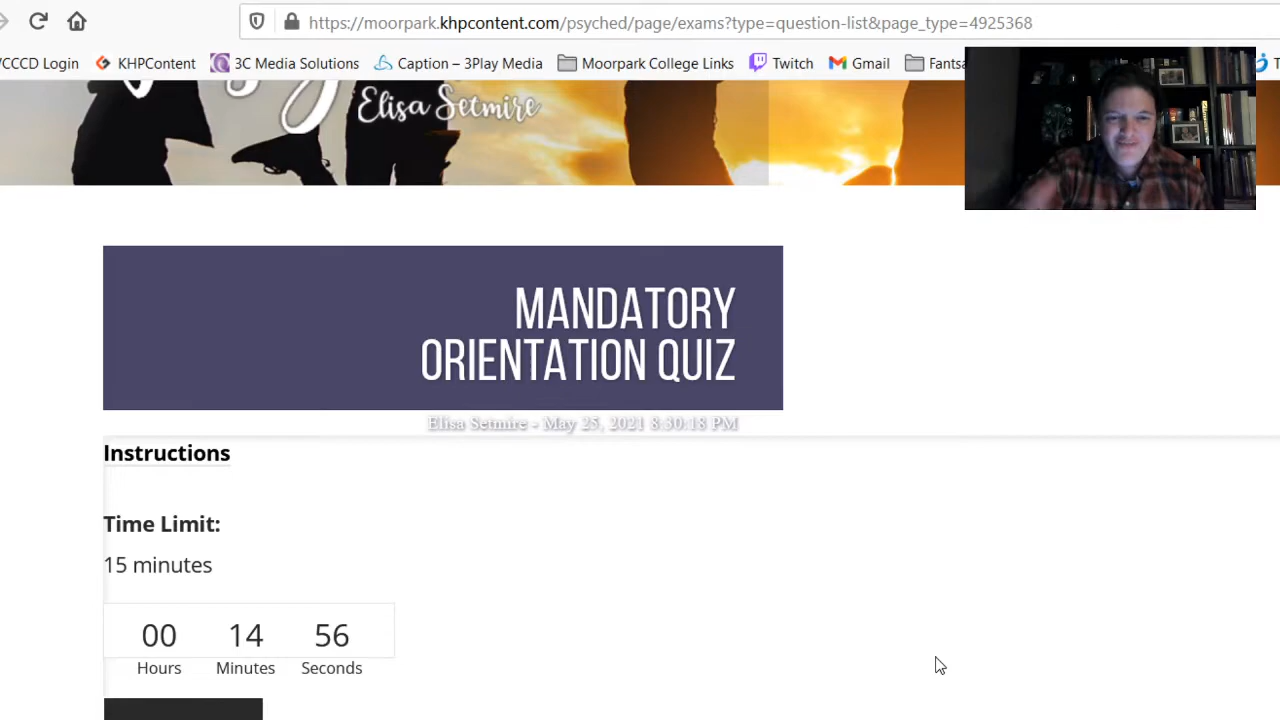 https://moorpark.khpcontent.com/psyched/page/exams?type=question-list&page_type=4925368
CCCD Login KHPContent 3C Media Solutions Caption – 3Play Media Moorpark College Links Twitch Gmail Fantas
Elisa Setmire
MANDATORY
ORIENTATION QUIZ
Elisa Setmire - May 25, 2021 8:30:18 PM
Instructions
Time Limit:
15 minutes
00 14 56
Hours Minutes Seconds